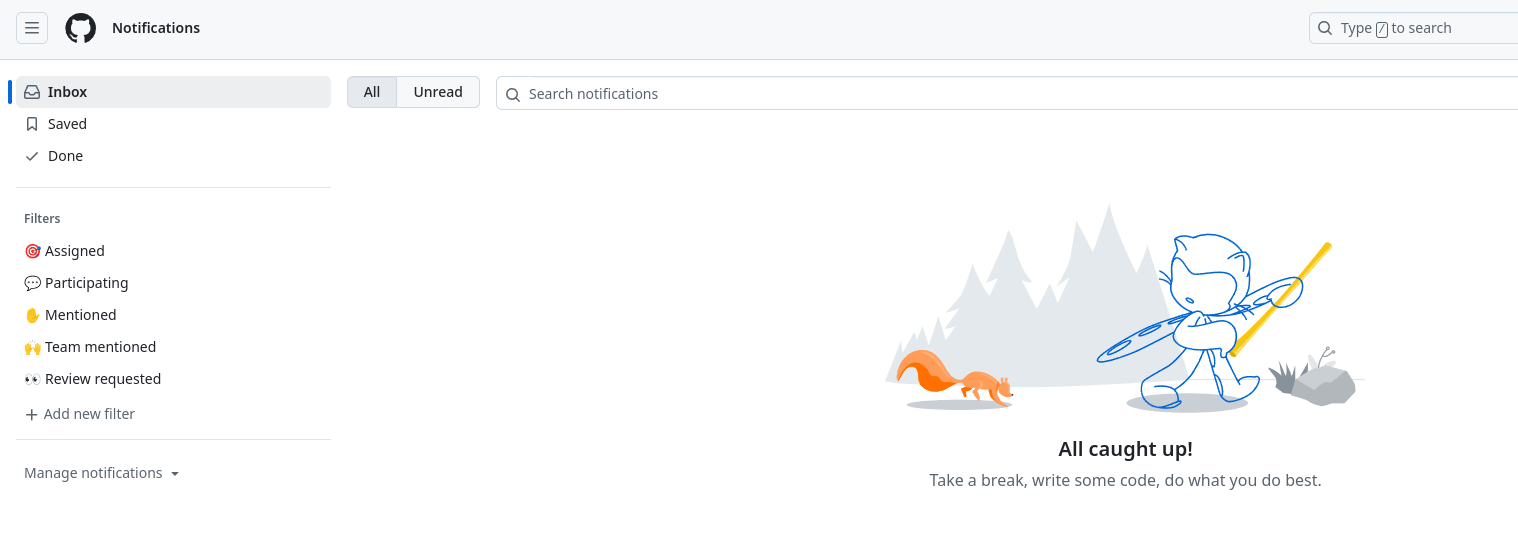 Notifications
Type / to search
Inbox
Saved
Done
Filters
Assigned
Participating
Mentioned
Team mentioned
Review requested
Add new filter
Manage notifications
All
Unread
Search notifications
All caught up!
Take a break, write some code, do what you do best.